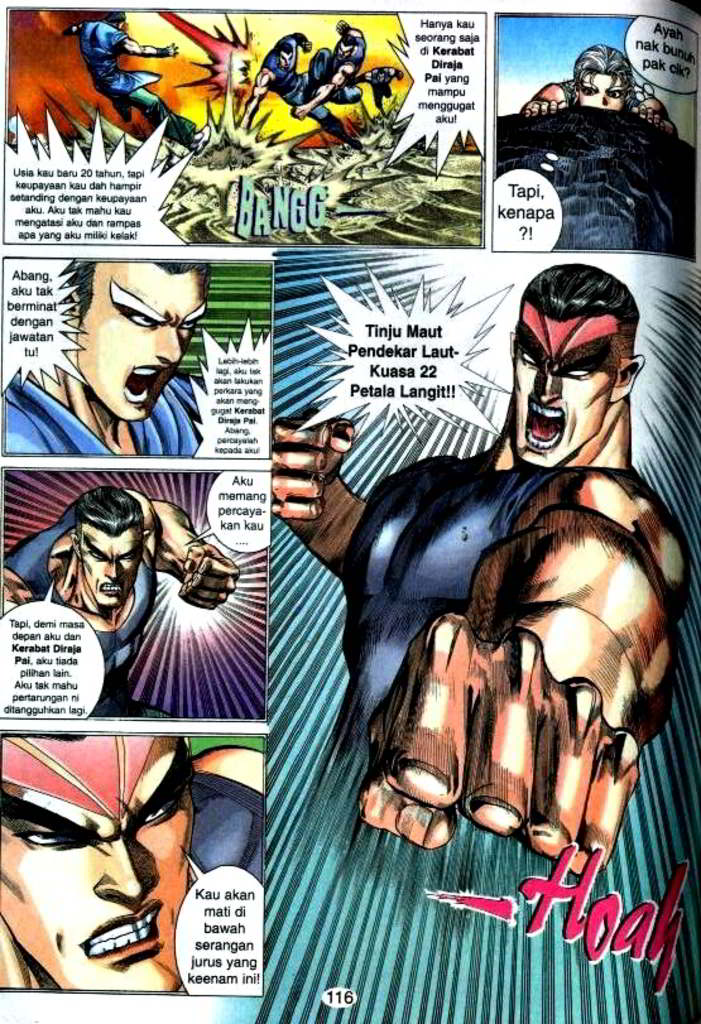 Hanya kau
seorang saja
di Kerabat
Diraja
Pai yang
mampu
menggugat
aku!
Usia kau baru 20 tahun, tapi
keupayaan kau dah hampir
setanding dengan keupayaan
aku. Aku tak mahu kau
mengatasi aku dan rampas
apa yang aku miliki kelak!
BANGG
Ayah
nak bunuh
pak cik?
Tapi,
kenapa
?!
Abang,
aku tak
berminat
dengan
jawatan
tu!
Lebih-lebih
lagi, aku tak
akan lakukan
perkara yang
akan meng-
gugat Kerabat
Diraja Pai.
Abang,
percayalah
kepada aku!
Aku
memang
percaya-
kan kau
....
Tapi, demi masa
depan aku dan
Kerabat Diraja
Pai, aku tiada
pilihan lain.
Aku tak mahu
pertarungan ni
ditangguhkan lagi.
Kau akan
mati di
bawah
serangan
jurus yang
keenam ini!
Tinju Maut
Pendekar Laut-
Kuasa 22
Petala Langit!!
Hoah
116